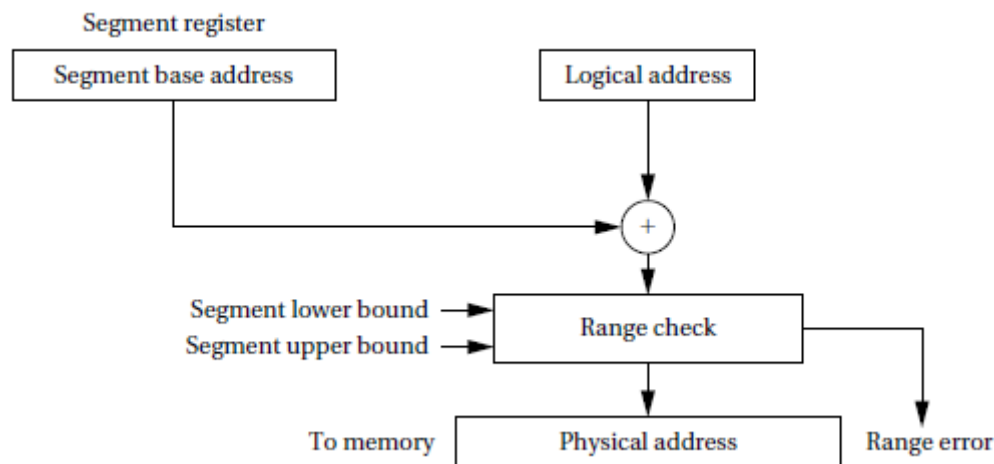 Segment register
Segment base address
Logical address
+
Segment lower bound
Segment upper bound
Range check
To memory
Physical address
Range error